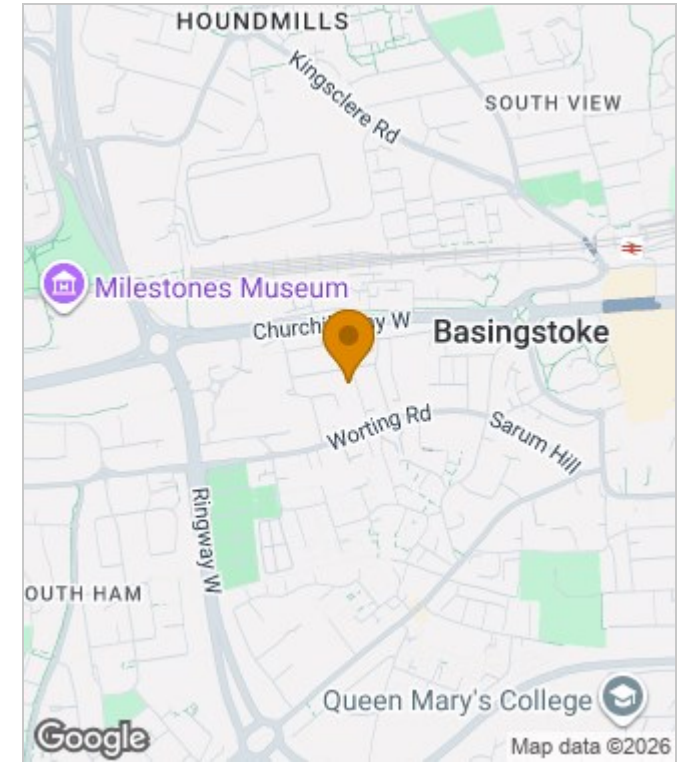 HOUNDMILLS
Kingsclere Rd
SOUTH VIEW
Milestones Museum
Churchi y W
Basingstoke
Worting Rd
Sarum Hill
Ringway W
OUTH HAM
Queen Mary's College
Google
Map data ©2026